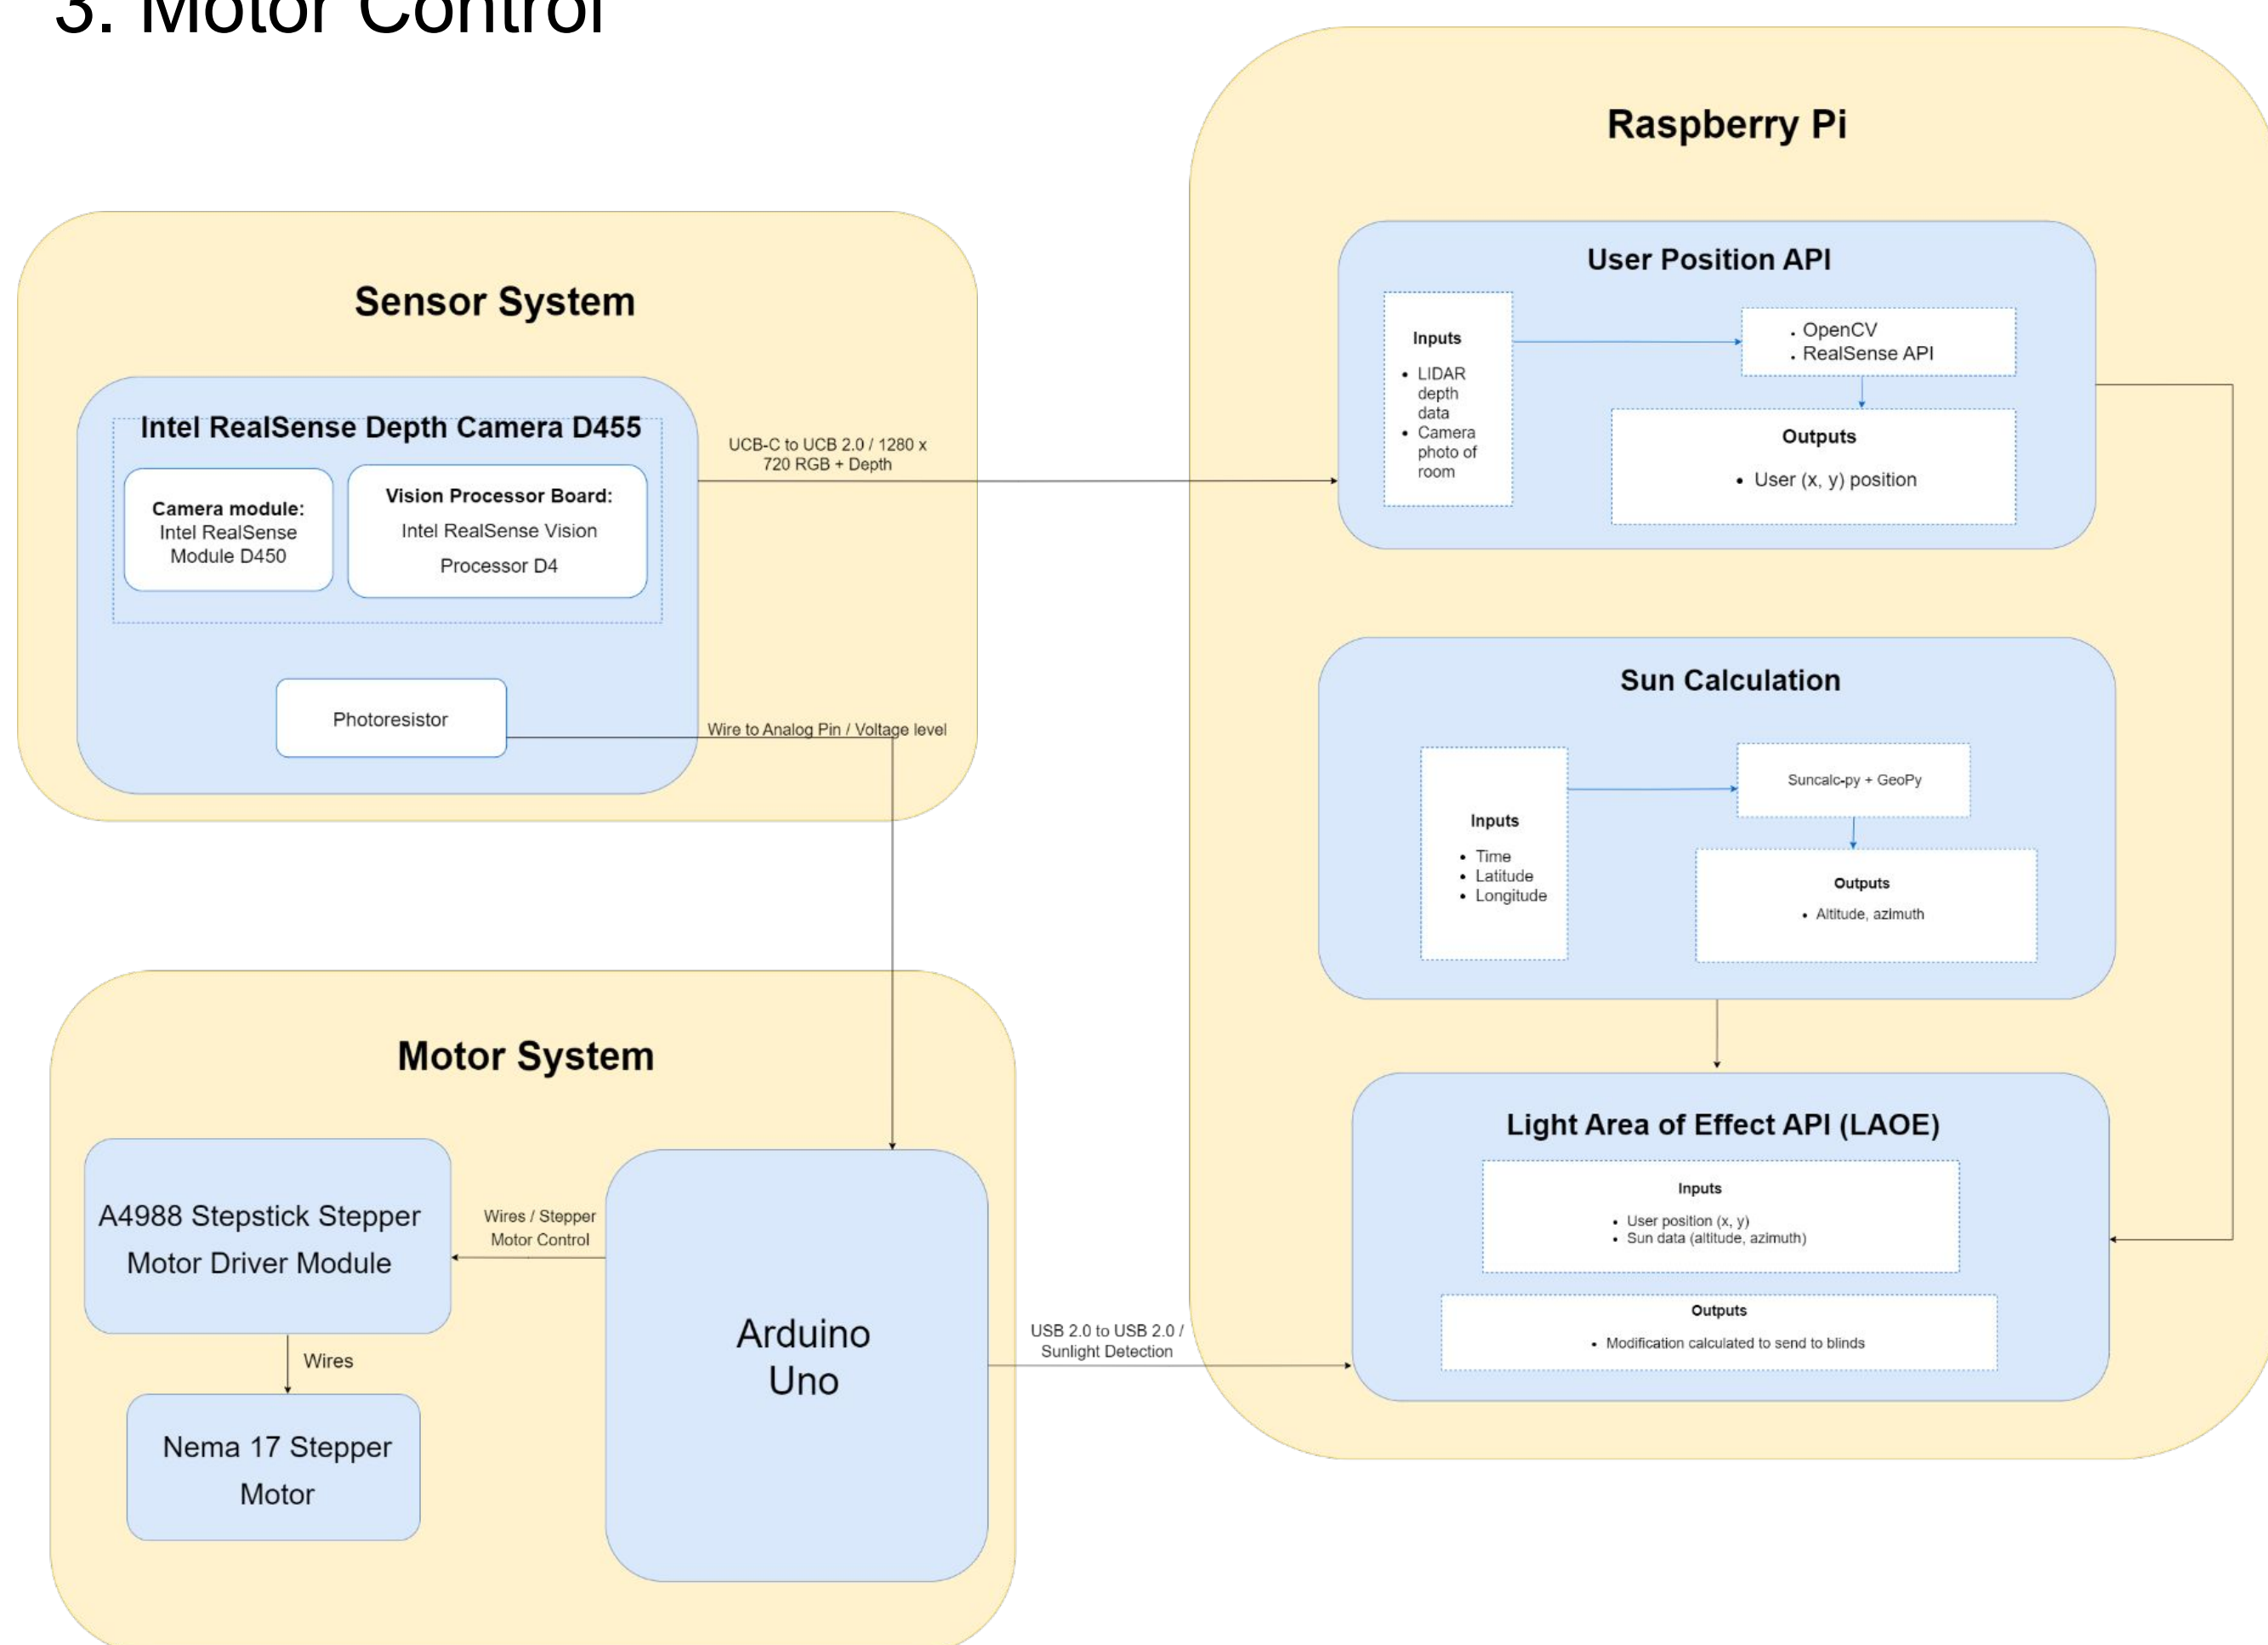 3. Motor Control
Raspberry Pi
User Position API
Inputs
• LIDAR
depth
data
• Camera
photo of
room
• OpenCV
• RealSense API
Outputs
• User (x, y) position
Sensor System
Intel RealSense Depth Camera D455
Camera module:
Intel RealSense
Module D450
Vision Processor Board:
Intel RealSense Vision
Processor D4
Photoresistor
UCB-C to UCB 2.0 / 1280 x
720 RGB + Depth
Wire to Analog Pin / Voltage level
Sun Calculation
Inputs
• Time
• Latitude
• Longitude
Suncalc-py + GeoPy
Outputs
• Altitude, azimuth
Motor System
A4988 Stepstick Stepper
Motor Driver Module
Wires / Stepper
Motor Control
Wires
Nema 17 Stepper
Motor
Arduino
Uno
USB 2.0 to USB 2.0 /
Sunlight Detection
Light Area of Effect API (LAOE)
Inputs
• User position (x, y)
• Sun data (altitude, azimuth)
Outputs
• Modification calculated to send to blinds